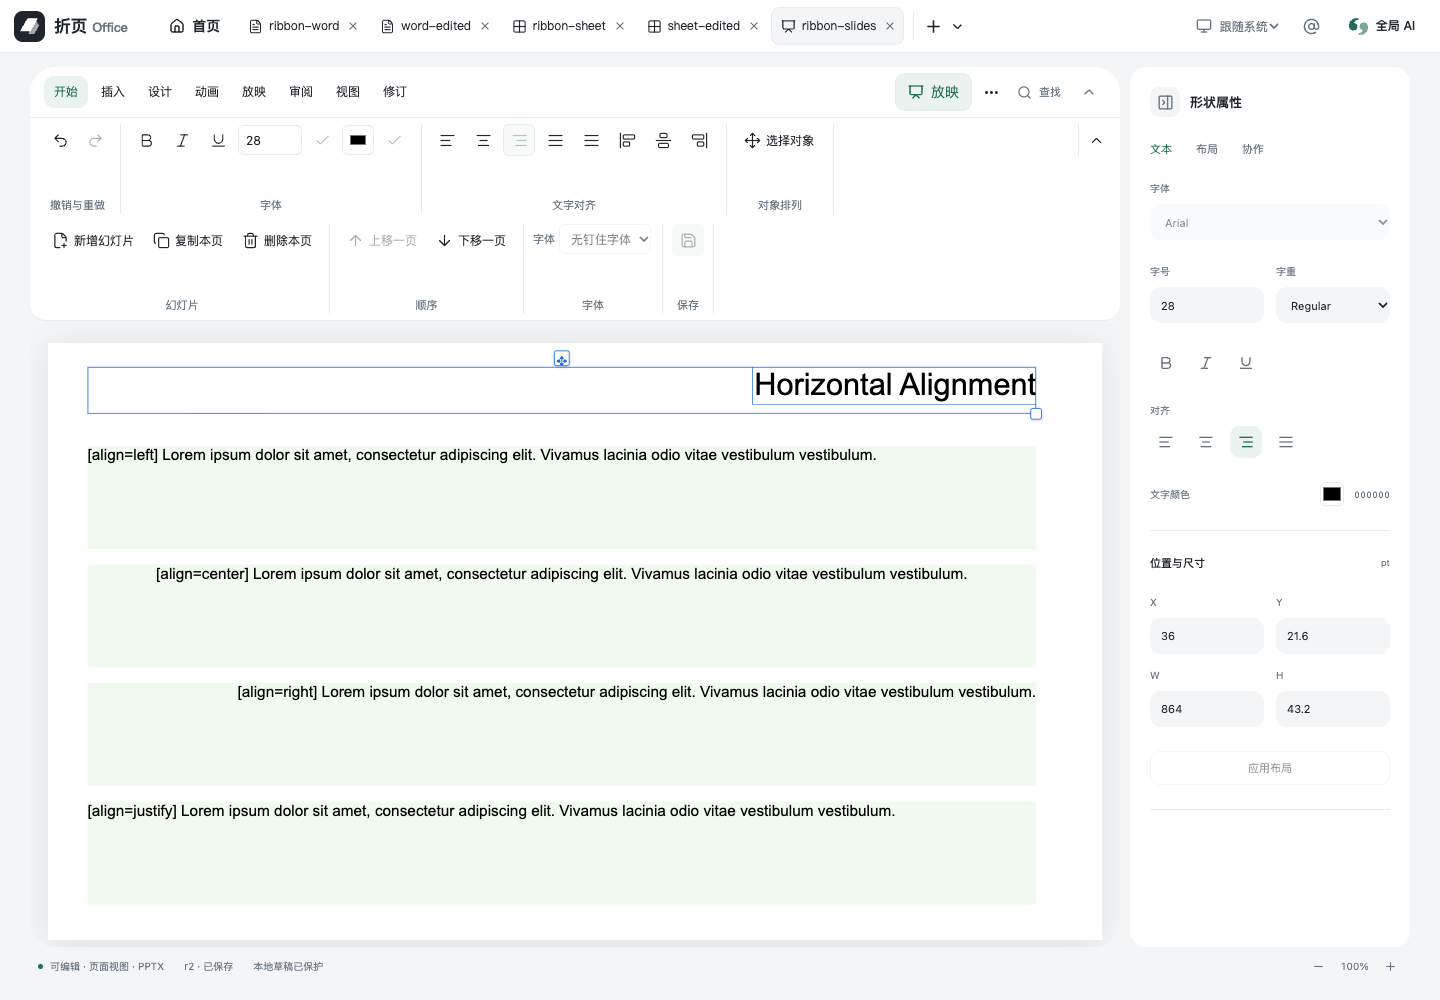 折页 Office
首页
ribbon-word
word-edited
ribbon-sheet
sheet-edited
ribbon-slides
跟随系统
全局 AI
开始 插入 设计 动画 放映 审阅 视图 修订
放映
查找
28
选择对象
撤销与重做
字体
文字对齐
对象排列
新增幻灯片 复制本页 删除本页
上移一页 下移一页
字体 无钉住字体
幻灯片
顺序
字体
保存
Horizontal Alignment
[align=left] Lorem ipsum dolor sit amet, consectetur adipiscing elit. Vivamus lacinia odio vitae vestibulum vestibulum.
[align=center] Lorem ipsum dolor sit amet, consectetur adipiscing elit. Vivamus lacinia odio vitae vestibulum vestibulum.
[align=right] Lorem ipsum dolor sit amet, consectetur adipiscing elit. Vivamus lacinia odio vitae vestibulum vestibulum.
[align=justify] Lorem ipsum dolor sit amet, consectetur adipiscing elit. Vivamus lacinia odio vitae vestibulum vestibulum.
形状属性
文本 布局 协作
字体
Arial
字号 字重
28 Regular
B I U
对齐
文字颜色 000000
位置与尺寸 pt
X Y
36 21.6
W H
864 43.2
应用布局
可编辑 · 页面视图 · PPTX r2 · 已保存 本地草稿已保护
100%